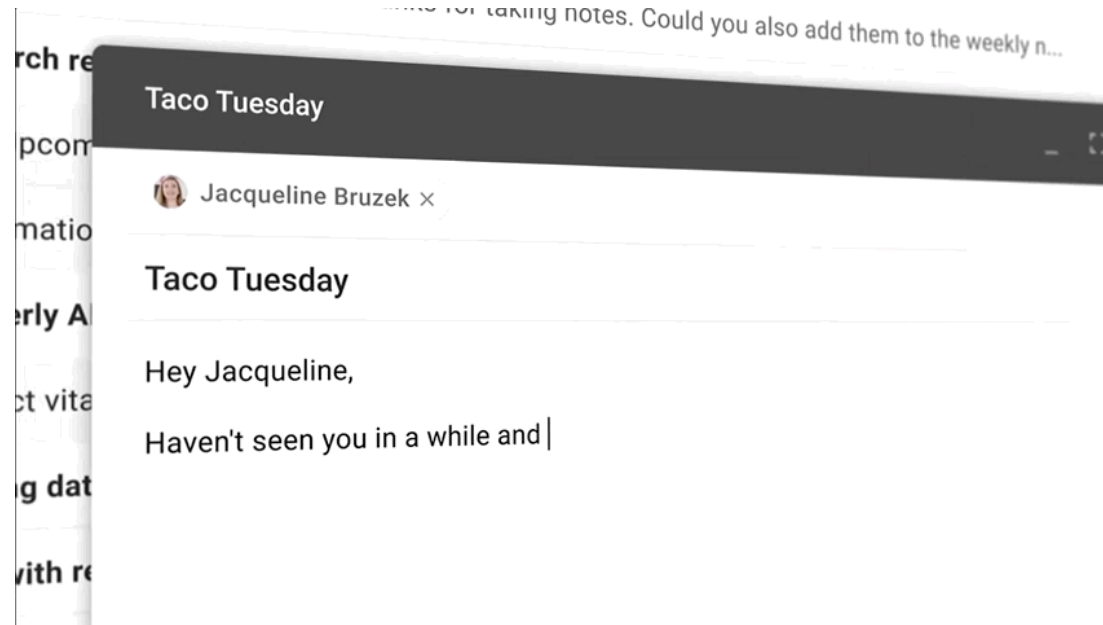 for taking notes. Could you also add them to the weekly n...
Taco Tuesday
Jacqueline Bruzek ×
Taco Tuesday
Hey Jacqueline,
Haven't seen you in a while and